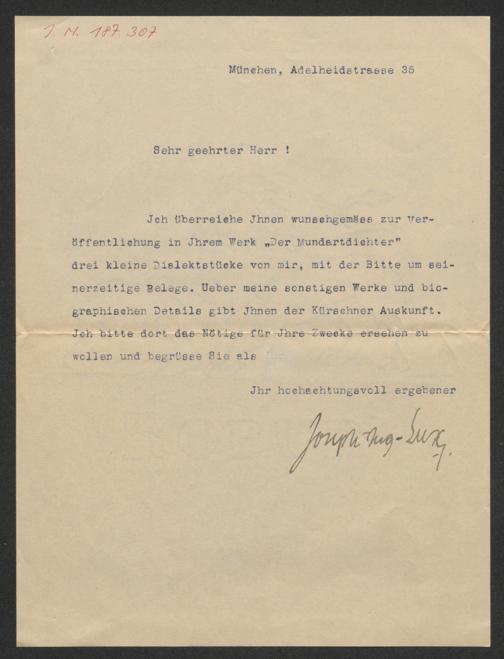 J. N. 187 307
München, Adelheidstrasse 35
Sehr geehrter Herr !
Jch überreiche Jhnen wunschgemäss zur Ver-
öffentlichung in Jhrem Werk „Der Mundartdichter"
drei kleine Dialektstücke von mir, mit der Bitte um sei-
nerzeitige Belege. Ueber meine sonstigen Werke und bio-
graphischen Details gibt Jhnen der Kürschner Auskunft.
Jch bitte dort das Nötige für Jhre Zwecke ersehen zu
wollen und begrüsse Sie als
Jhr hochachtungsvoll ergebener
Joseph Aug. Lux